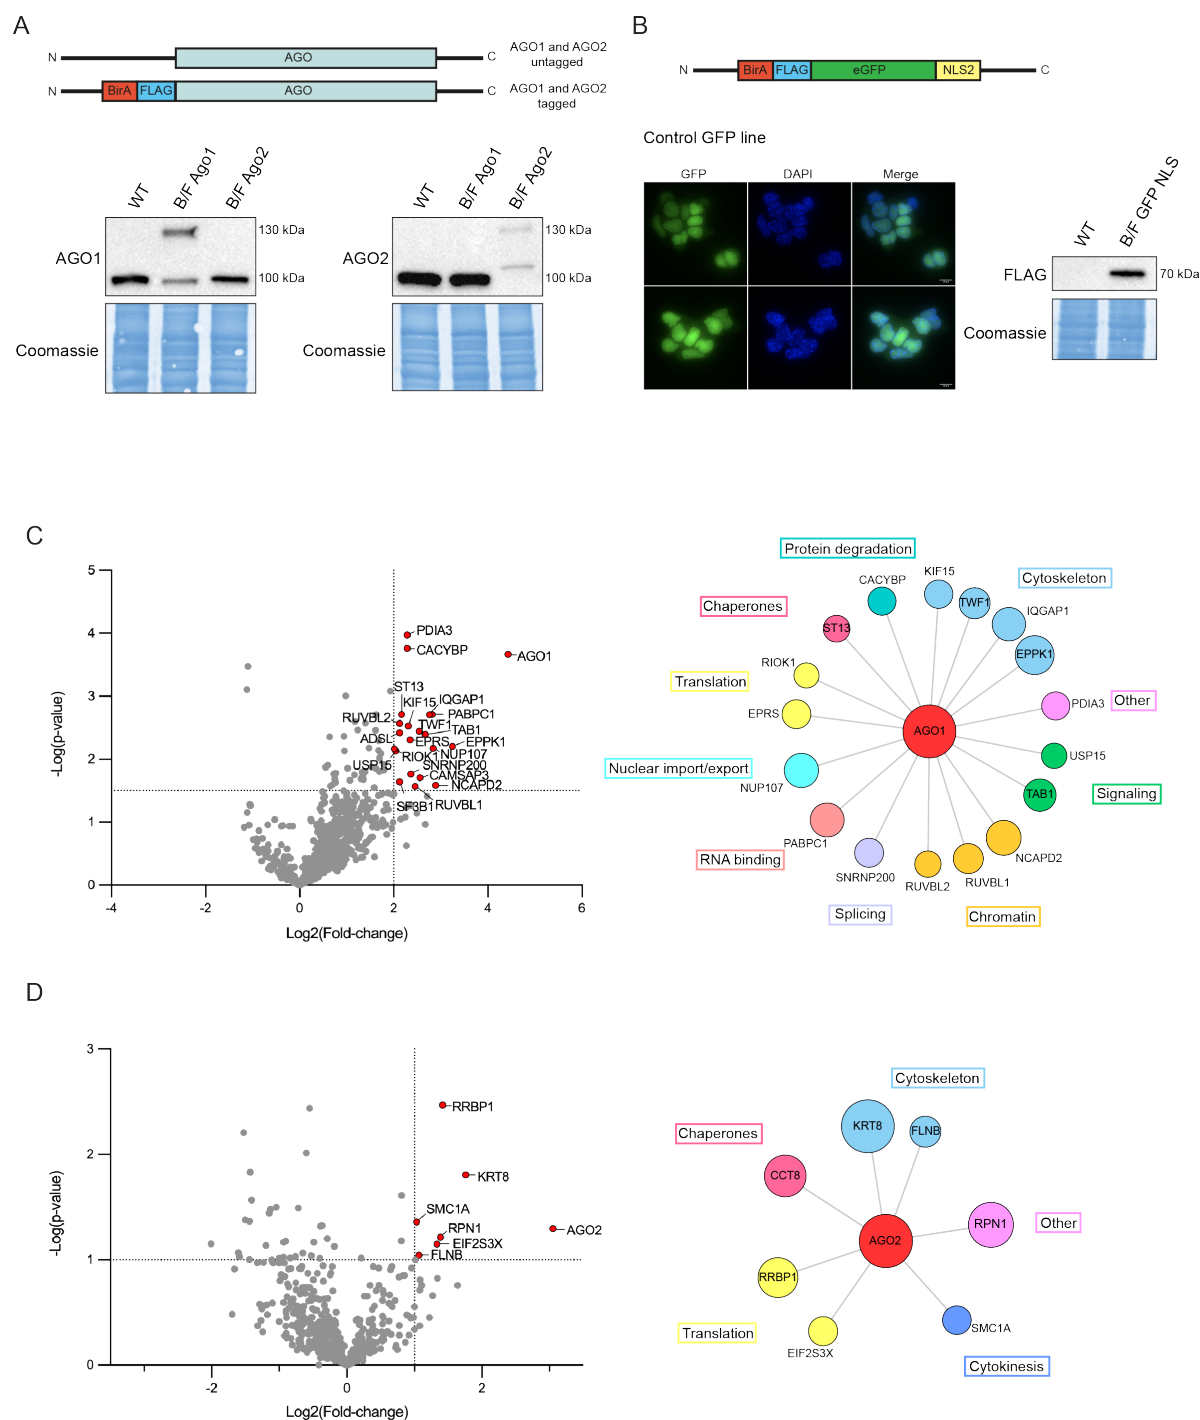 A
N
AGO
C
AGO1 and AGO2
untagged
N
BirA
FLAG
AGO
C
AGO1 and AGO2
tagged
WT
B/F Ago1
B/F Ago2
AGO1
130 kDa
100 kDa
Coomassie
WT
B/F Ago1
B/F Ago2
AGO2
130 kDa
100 kDa
Coomassie
B
N
BirA
FLAG
eGFP
NLS2
C
Control GFP line
GFP
DAPI
Merge
WT
B/F GFP NLS
FLAG
70 kDa
Coomassie
C
5
4
3
2
1
0
-4
-2
0
2
4
6
-Log(p-value)
Log2(Fold-change)
PDIA3
CACYBP
AGO1
ST13
KIF15
IQGAP1
RUVBL2
PABPC1
TWF1
TAB1
ADSL
EPRS
EPPK1
USP15
RIOK1
NUP107
SNRNP200
CAMSAP3
NCAPD2
SF3B1
RUVBL1
Protein degradation
CACYBP
KIF15
Cytoskeleton
TWF1
IQGAP1
EPPK1
Chaperones
ST13
RIOK1
Translation
EPRS
PDIA3
Other
AGO1
USP15
Nuclear import/export
NUP107
TAB1
Signaling
PABPC1
RNA binding
SNRNP200
Splicing
RUVBL2
RUVBL1
NCAPD2
Chromatin
D
3
2
1
0
-2
0
2
-Log(p-value)
Log2(Fold-change)
RRBP1
KRT8
SMC1A
RPN1
AGO2
EIF2S3X
FLNB
Cytoskeleton
KRT8
FLNB
Chaperones
CCT8
RPN1
Other
AGO2
RRBP1
Translation
EIF2S3X
SMC1A
Cytokinesis